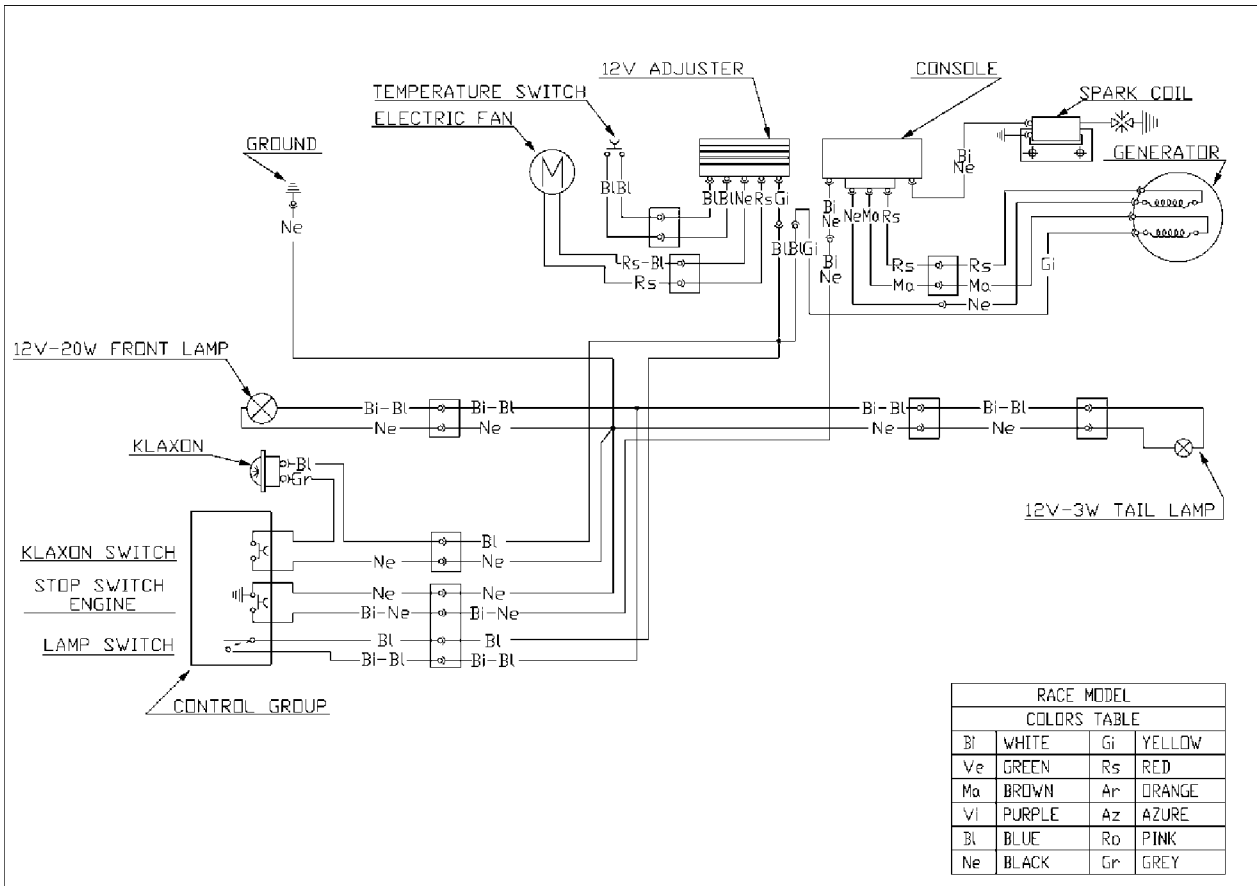 12V ADJUSTER
CONSOLE
TEMPERATURE SWITCH
SPARK COIL
ELECTRIC FAN
GROUND
GENERATOR
M
Bi
Ne
Bl Bl
Bl Bl Ne Rs Gi
Bi
Ne
Ne Ma Rs
Ne
Bl Bl Gi
Bi
Ne
Rs-Bl
Rs Rs
Gi
Rs
Ma Ma
Ne
12V-20W FRONT LAMP
Bi-Bl Bi-Bl Bi-Bl Bi-Bl
Ne Ne Ne Ne
KLAXON
Bl
Gr
12V-3W TAIL LAMP
Bl
KLAXON SWITCH
Ne Ne
STOP SWITCH
ENGINE
Ne Ne
Bi-Ne Bi-Ne
LAMP SWITCH
Bl Bl
Bi-Bl Bi-Bl
CONTROL GROUP
RACE MODEL
COLORS TABLE
Bi WHITE Gi YELLOW
Ve GREEN Rs RED
Ma BROWN Ar ORANGE
Vi PURPLE Az AZURE
Bl BLUE Ro PINK
Ne BLACK Gr GREY